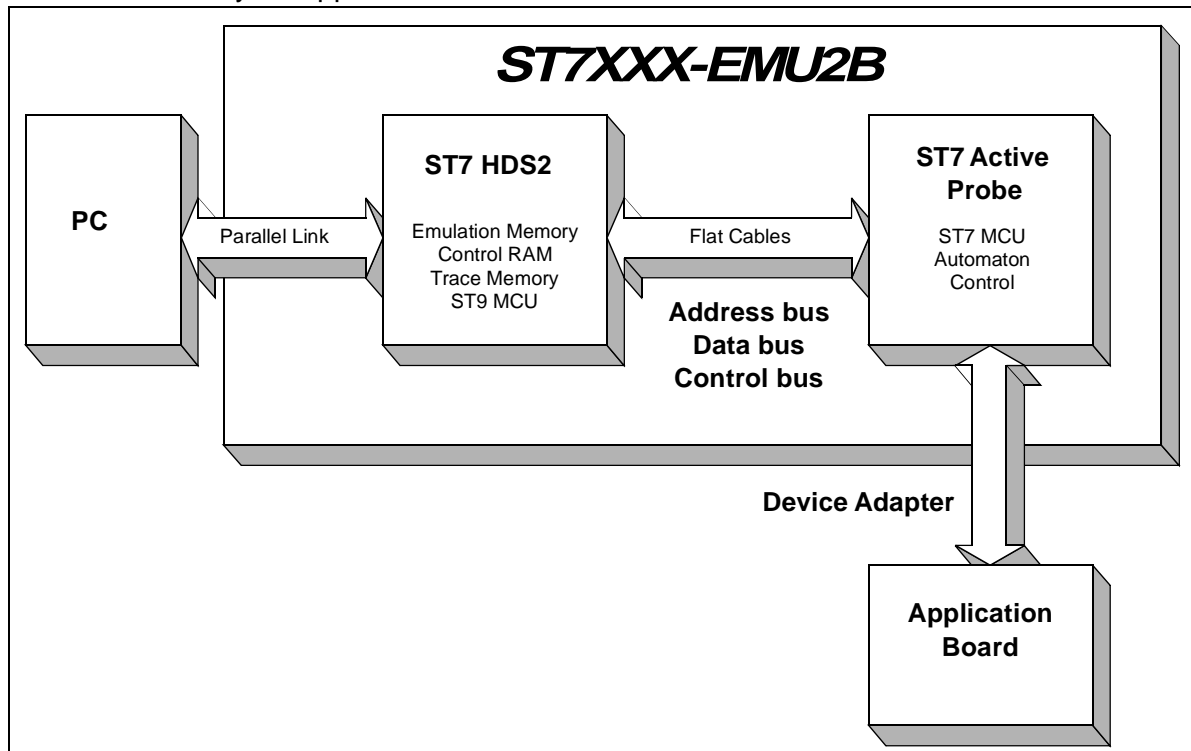 ST7XXX-EMU2B
PC
Parallel Link
ST7 HDS2
Emulation Memory
Control RAM
Trace Memory
ST9 MCU
Flat Cables
Address bus
Data bus
Control bus
ST7 Active
Probe
ST7 MCU
Automaton
Control
Device Adapter
Application
Board